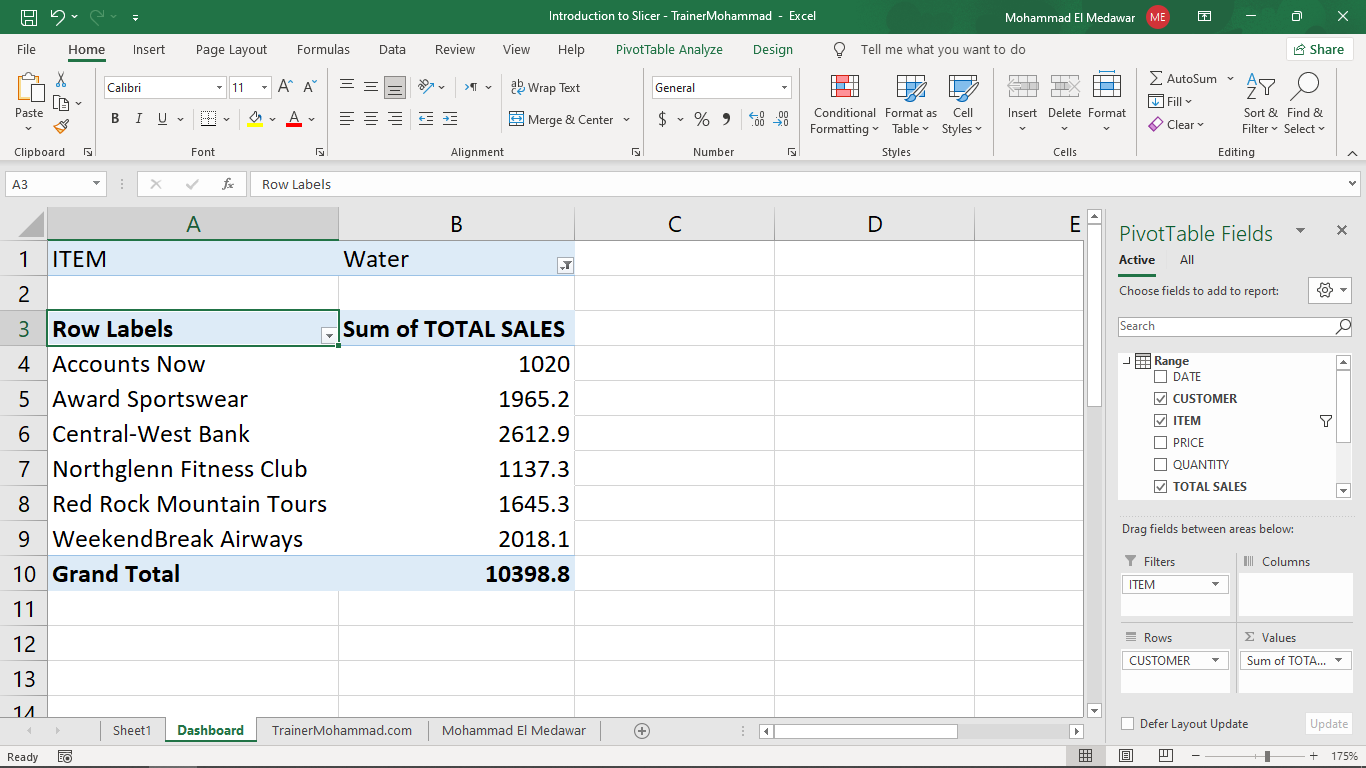 Introduction to Slicer - TrainerMohammad - Excel
Mohammad El Medawar ME
File Home Insert Page Layout Formulas Data Review View Help PivotTable Analyze Design Tell me what you want to do Share
Paste
Calibri 11
B I U A
ab Wrap Text
Merge & Center
General
$ % 9
Conditional Formatting
Format as Table
Cell Styles
Insert Delete Format
AutoSum
Fill
Clear
Sort & Filter
Find & Select
Clipboard Font Alignment Number Styles Cells Editing
A3 fx Row Labels
A B C D E
1 ITEM Water
2
3 Row Labels Sum of TOTAL SALES
4 Accounts Now 1020
5 Award Sportswear 1965.2
6 Central-West Bank 2612.9
7 Northglenn Fitness Club 1137.3
8 Red Rock Mountain Tours 1645.3
9 WeekendBreak Airways 2018.1
10 Grand Total 10398.8
11
12
13
14
PivotTable Fields
Active All
Choose fields to add to report:
Search
Range
DATE
CUSTOMER
ITEM
PRICE
QUANTITY
TOTAL SALES
Drag fields between areas below:
Filters Columns
ITEM
Rows Σ Values
CUSTOMER Sum of TOTA...
Defer Layout Update Update
Sheet1 Dashboard TrainerMohammad.com Mohammad El Medawar
Ready 175%